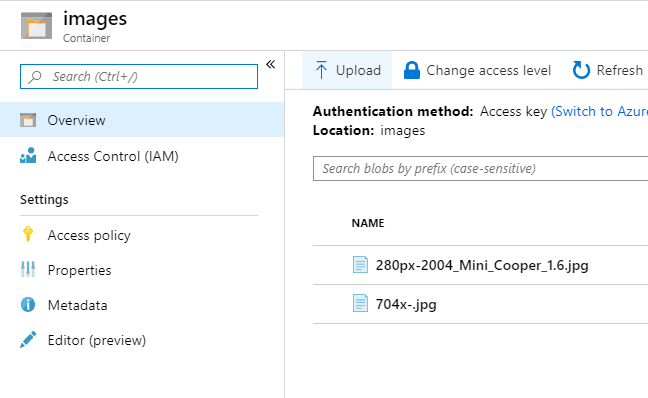 images
Container
Search (Ctrl+/)
Overview
Access Control (IAM)
Settings
Access policy
Properties
Metadata
Editor (preview)
Upload
Change access level
Refresh
Authentication method: Access key (Switch to Azure
Location: images
Search blobs by prefix (case-sensitive)
NAME
280px-2004_Mini_Cooper_1.6.jpg
704x-.jpg